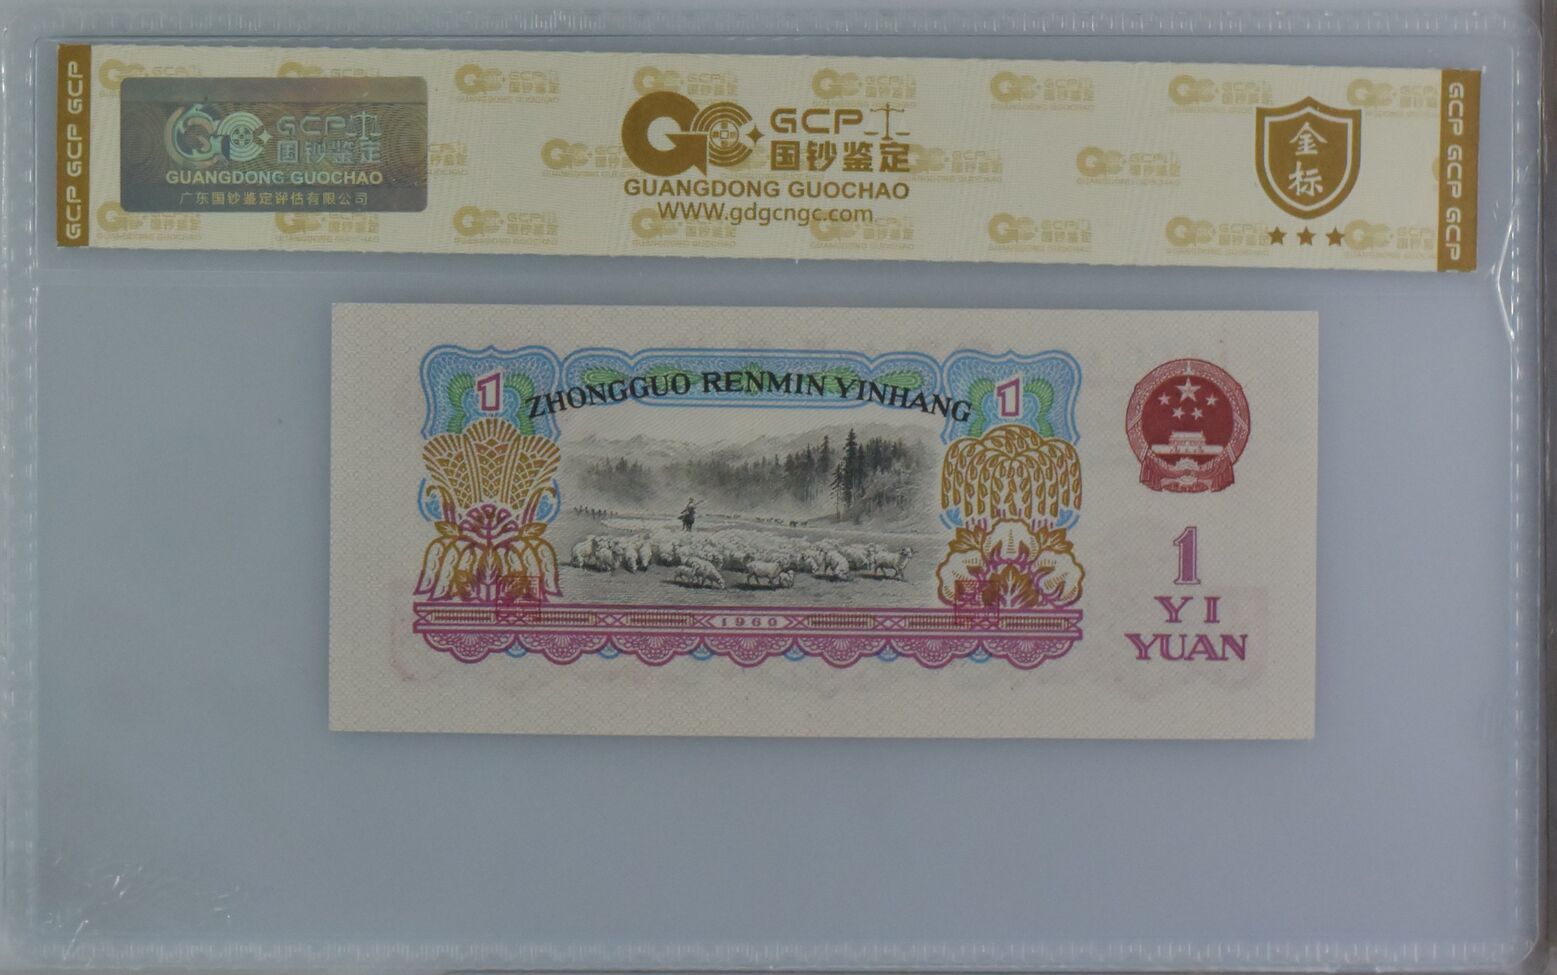 GCP GCP GCP
GCP 国钞鉴定
GUANGDONG GUOCHAO
广东国钞鉴定评估有限公司
GCP
国钞鉴定
GUANGDONG GUOCHAO
WWW.gdgcngc.com
金
标
GCP GCP GCP
1
ZHONGGUO RENMIN YINHANG
1
1960
1
YI
YUAN